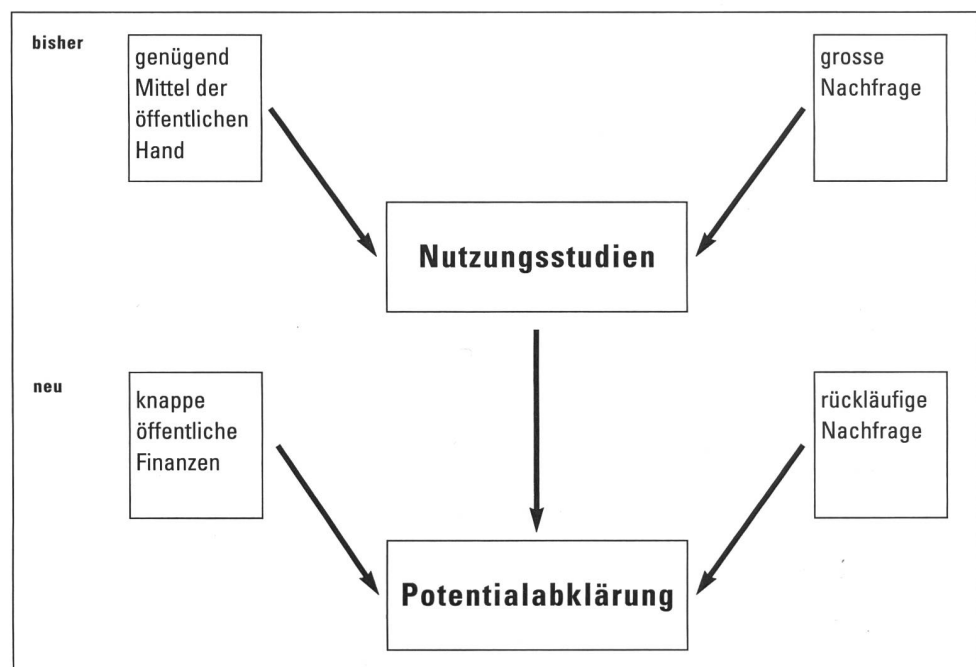 bisher
genügend
Mittel der
öffentlichen
Hand
grosse
Nachfrage
Nutzungsstudien
neu
knappe
öffentliche
Finanzen
rückläufige
Nachfrage
Potentialabklärung